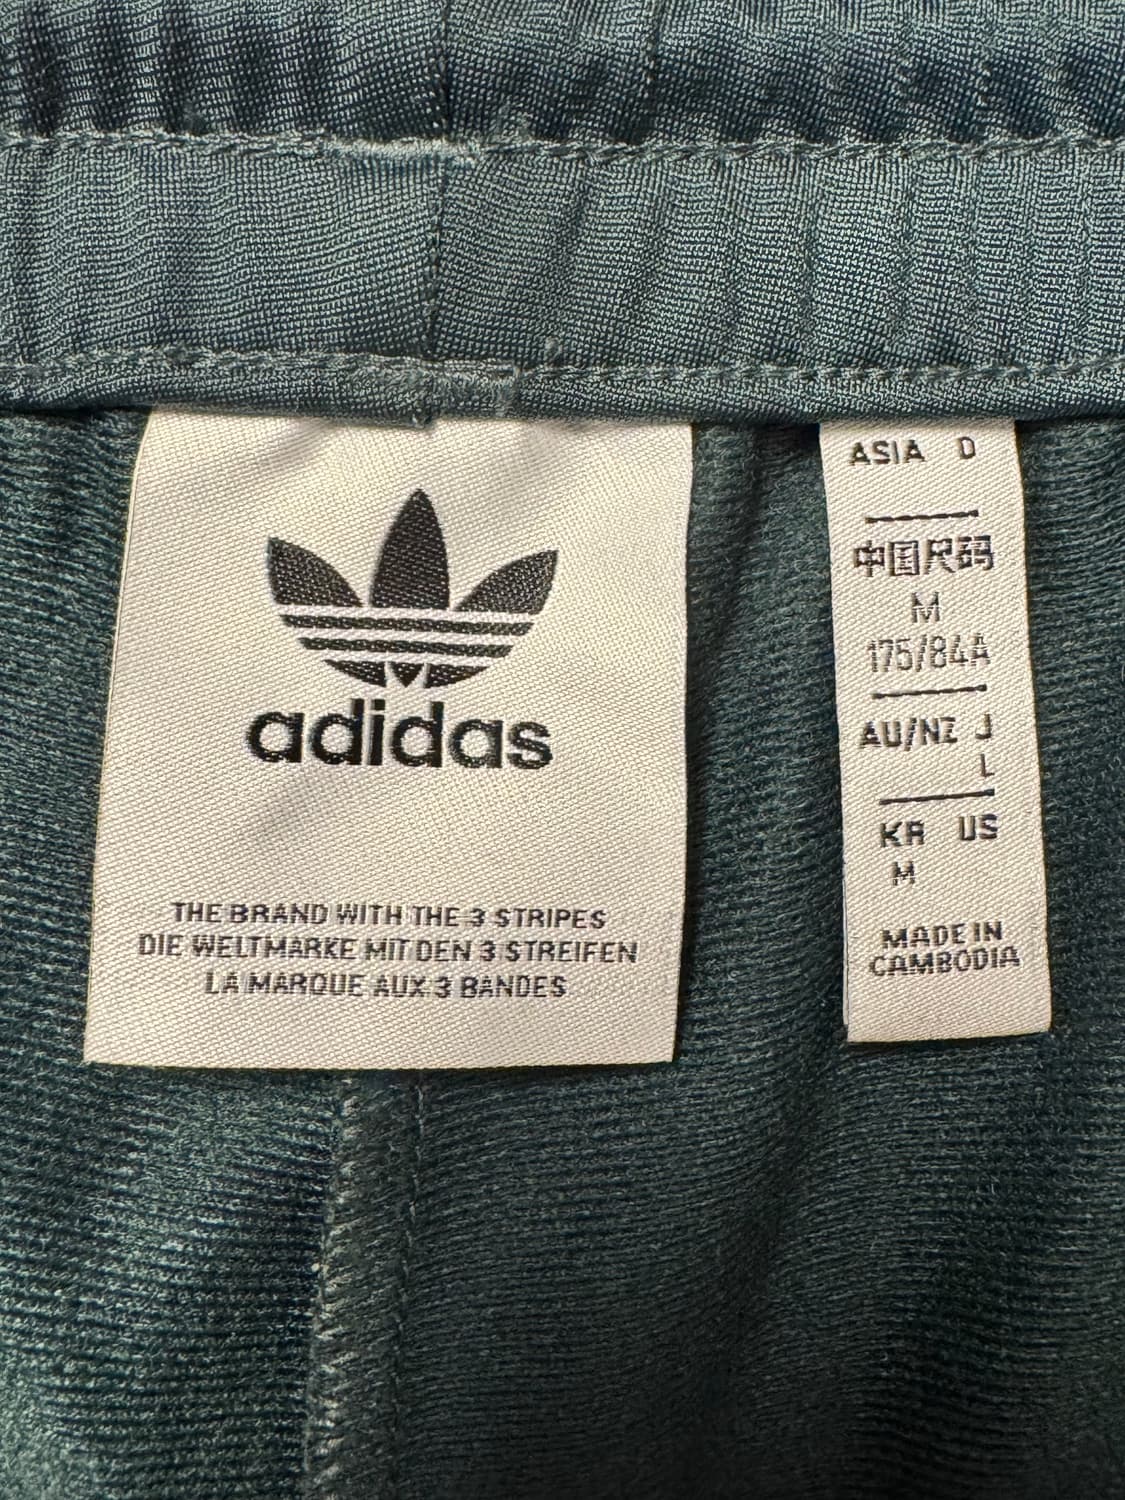 adidas
THE BRAND WITH THE 3 STRIPES
DIE WELTMARKE MIT DEN 3 STREIFEN
LA MARQUE AUX 3 BANDES
ASIA D
中国尺码
M
175/84A
AU/NZ J
L
KR US
M
MADE IN
CAMBODIA